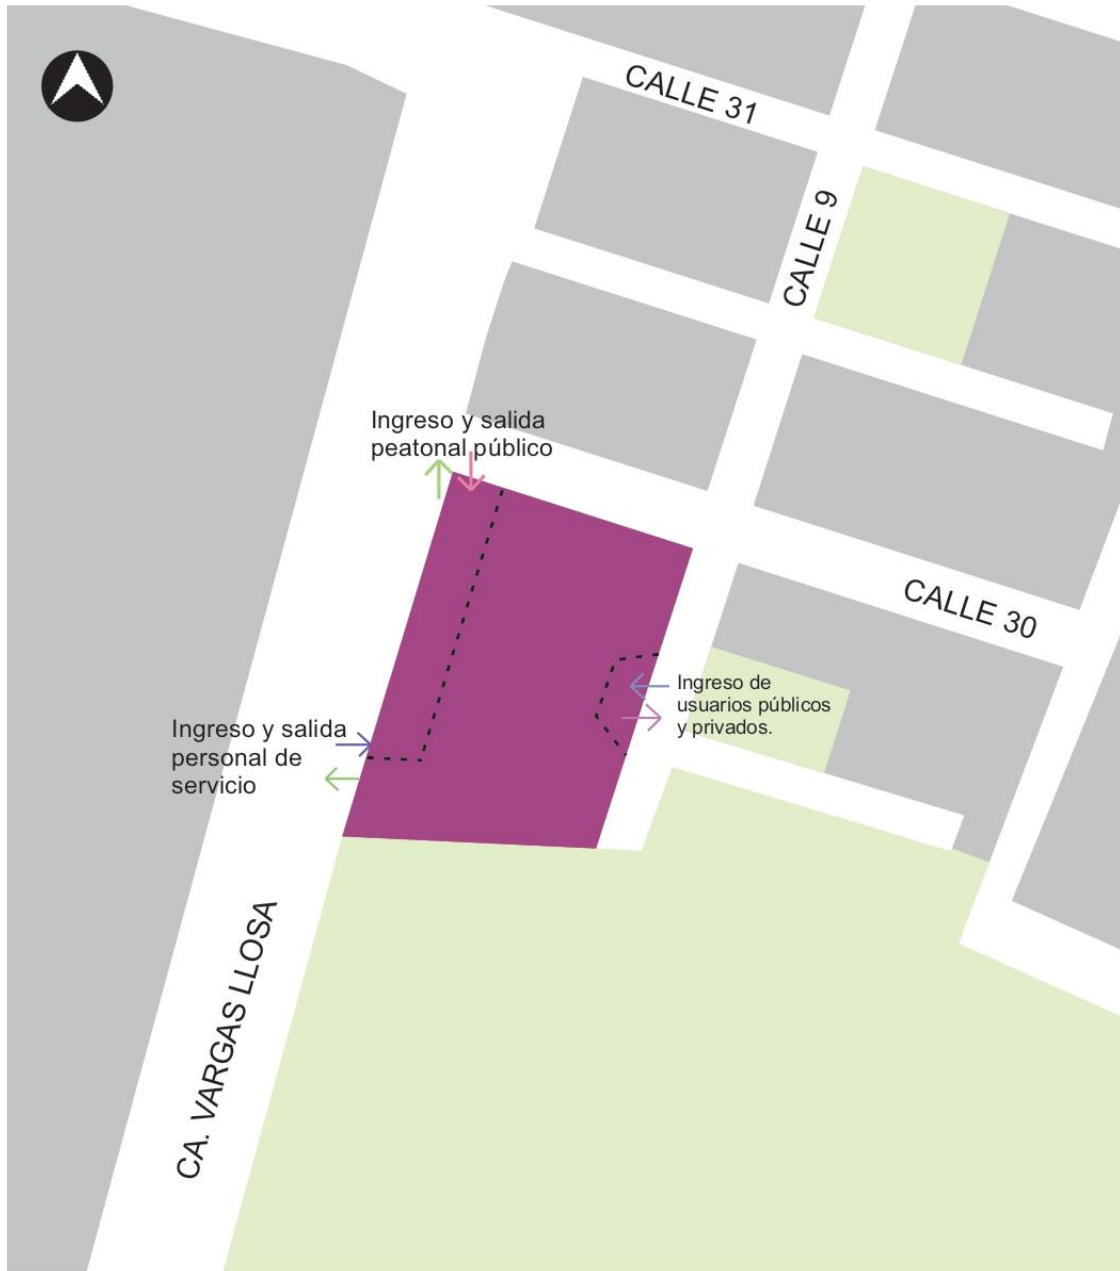 CALLE 31
CALLE 9
Ingreso y salida
peatonal público
CALLE 30
Ingreso de
usuarios públicos
y privados.
Ingreso y salida
personal de
servicio
CA. VARGAS LLOSA